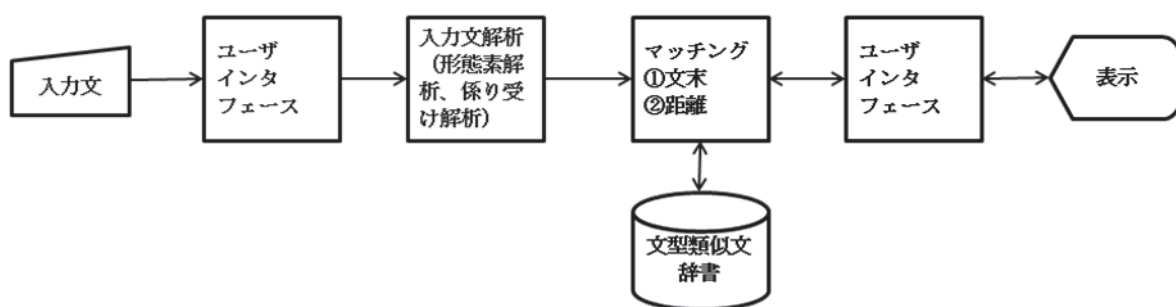 入力文
ユーザ
インタ
フェース
入力文解析
（形態素解
析、係り受
け解析）
マッチング
①文末
②距離
ユーザ
インタ
フェース
表示
文型類似文
辞書